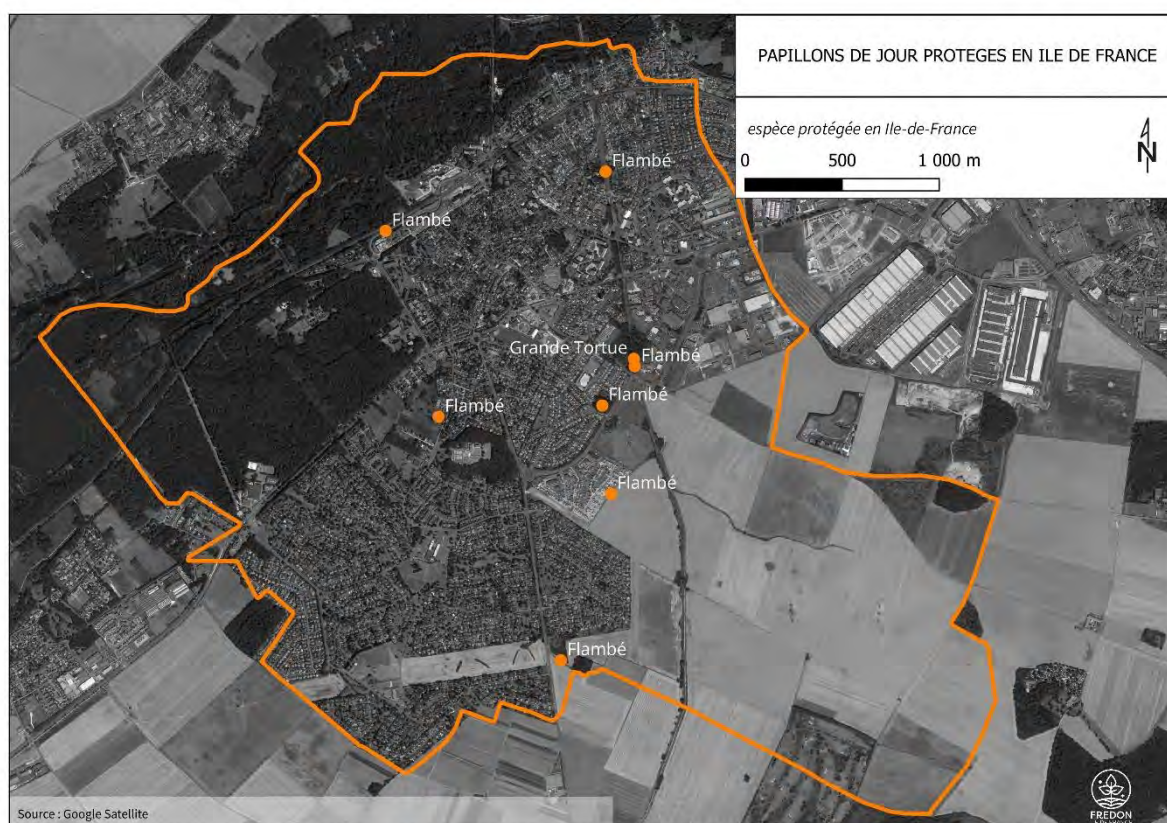 PAPILLONS DE JOUR PROTEGES EN ILE DE FRANCE
espèce protégée en Ile-de-France
N
0 500 1 000 m
Flambé
Flambé
Grande Tortue
Flambé
Flambé
Flambé
Flambé
Flambé
Source : Google Satellite
FREDON